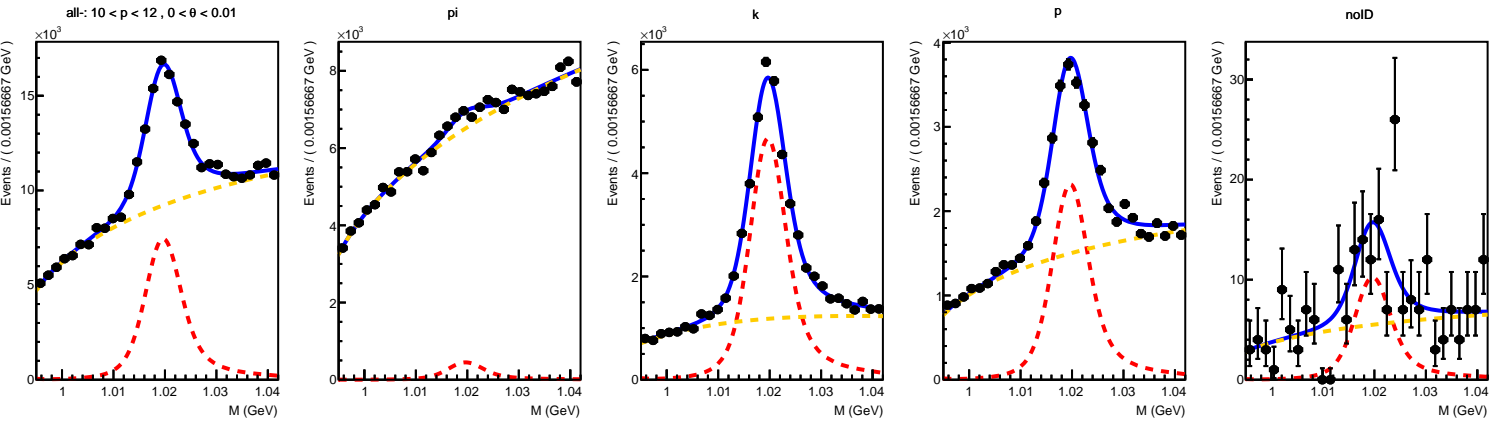 all-: 10 < p < 12 , 0 < θ < 0.01
×10³
Events / ( 0.00156667 GeV )
15
10
5
0
1 1.01 1.02 1.03 1.04
M (GeV)
pi
×10³
Events / ( 0.00156667 GeV )
8
6
4
2
0
1 1.01 1.02 1.03 1.04
M (GeV)
k
×10³
Events / ( 0.00156667 GeV )
6
4
2
0
1 1.01 1.02 1.03 1.04
M (GeV)
p
×10³
Events / ( 0.00156667 GeV )
4
3
2
1
0
1 1.01 1.02 1.03 1.04
M (GeV)
noID
Events / ( 0.00156667 GeV )
30
20
10
0
1 1.01 1.02 1.03 1.04
M (GeV)